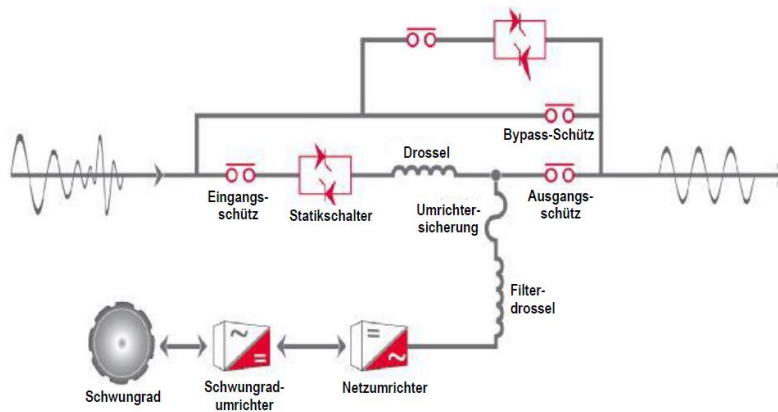 Bypass-Schütz
Drossel
Eingangs-
schütz
Statikschalter
Umrichter-
sicherung
Ausgangs-
schütz
Filter-
drossel
Schwungrad
Schwungrad-
umrichter
Netzumrichter